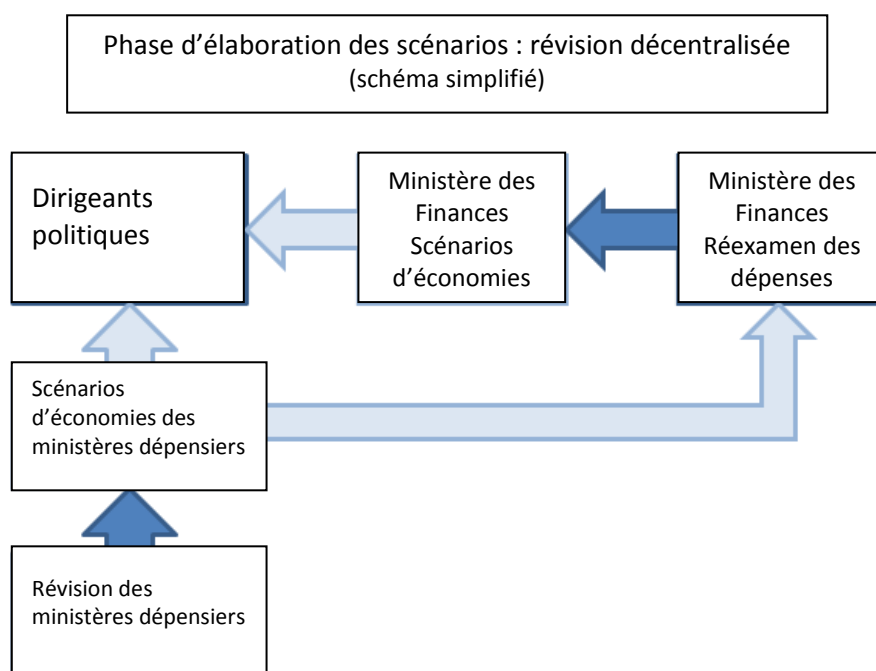 Phase d’élaboration des scénarios : révision décentralisée
(schéma simplifié)
Dirigeants
politiques
Ministère des
Finances
Scénarios
d’économies
Ministère des
Finances
Réexamen des
dépenses
Scénarios
d’économies des
ministères dépensiers
Révision des
ministères dépensiers